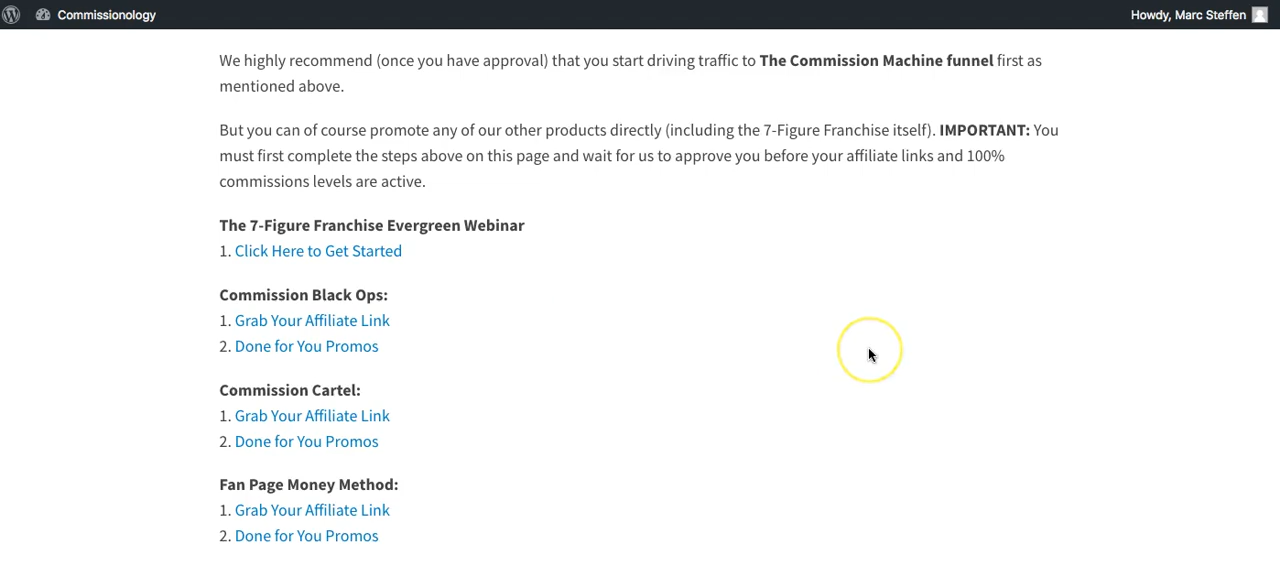 Commissionology
Howdy, Marc Steffen
We highly recommend (once you have approval) that you start driving traffic to The Commission Machine funnel first as
mentioned above.
But you can of course promote any of our other products directly (including the 7-Figure Franchise itself). IMPORTANT: You
must first complete the steps above on this page and wait for us to approve you before your affiliate links and 100%
commissions levels are active.
The 7-Figure Franchise Evergreen Webinar
1. Click Here to Get Started
Commission Black Ops:
1. Grab Your Affiliate Link
2. Done for You Promos
Commission Cartel:
1. Grab Your Affiliate Link
2. Done for You Promos
Fan Page Money Method:
1. Grab Your Affiliate Link
2. Done for You Promos